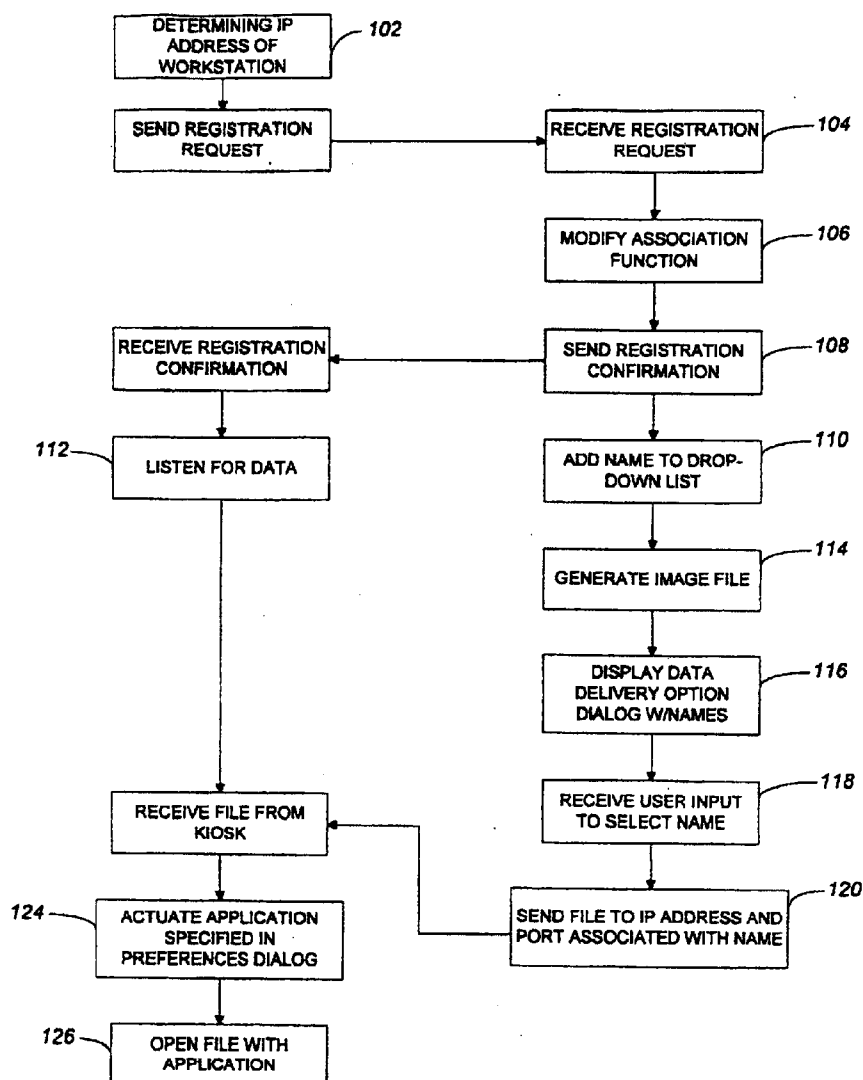 DETERMINING IP
ADDRESS OF
WORKSTATION
102
SEND REGISTRATION
REQUEST
RECEIVE REGISTRATION
REQUEST
104
MODIFY ASSOCIATION
FUNCTION
106
RECEIVE REGISTRATION
CONFIRMATION
SEND REGISTRATION
CONFIRMATION
108
112
LISTEN FOR DATA
ADD NAME TO DROP-
DOWN LIST
110
GENERATE IMAGE FILE
114
DISPLAY DATA
DELIVERY OPTION
DIALOG W/NAMES
116
RECEIVE FILE FROM
KIOSK
RECEIVE USER INPUT
TO SELECT NAME
118
124
ACTUATE APPLICATION
SPECIFIED IN
PREFERENCES DIALOG
SEND FILE TO IP ADDRESS AND
PORT ASSOCIATED WITH NAME
120
126
OPEN FILE WITH
APPLICATION